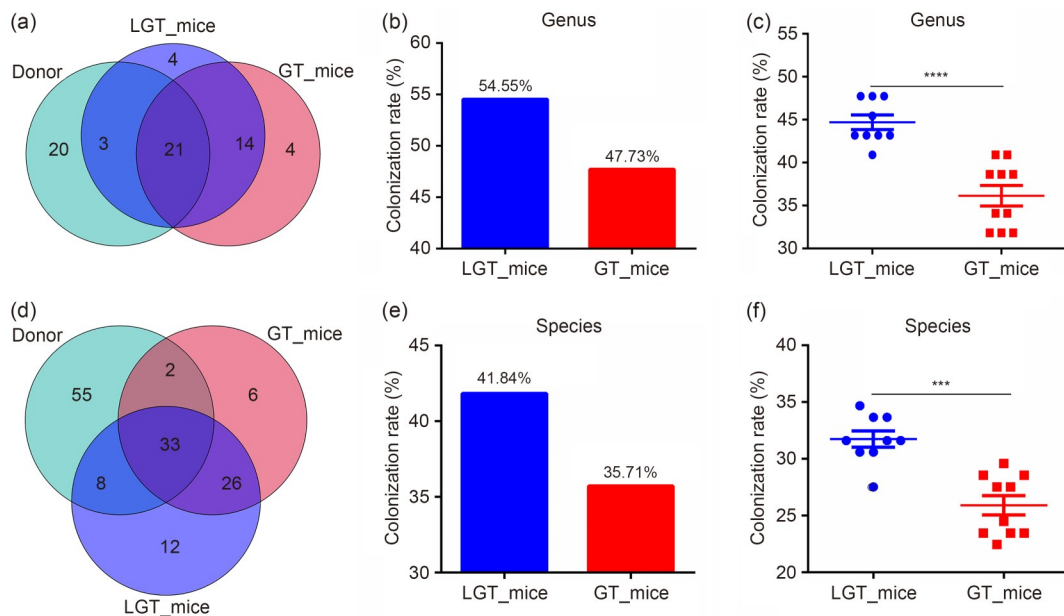 (a)
LGT_mice
Donor
GT_mice
4
20
3
21
14
4
(b)
Genus
Colonization rate (%)
60
55
50
45
40
54.55%
47.73%
LGT_mice
GT_mice
(c)
Genus
Colonization rate (%)
50
45
40
35
30
****
LGT_mice
GT_mice
(d)
Donor
GT_mice
55
2
6
33
8
26
12
LGT_mice
(e)
Species
Colonization rate (%)
45
40
35
30
41.84%
35.71%
LGT_mice
GT_mice
(f)
Species
Colonization rate (%)
40
35
30
25
20
***
LGT_mice
GT_mice